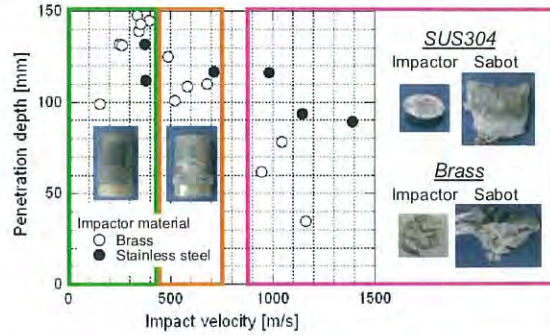 150
100
50
0
Penetration depth [mm]
Impactor material
Brass
Stainless steel
SUS304
Impactor Sabot
Brass
Impactor Sabot
0 500 1000 1500
Impact velocity [m/s]